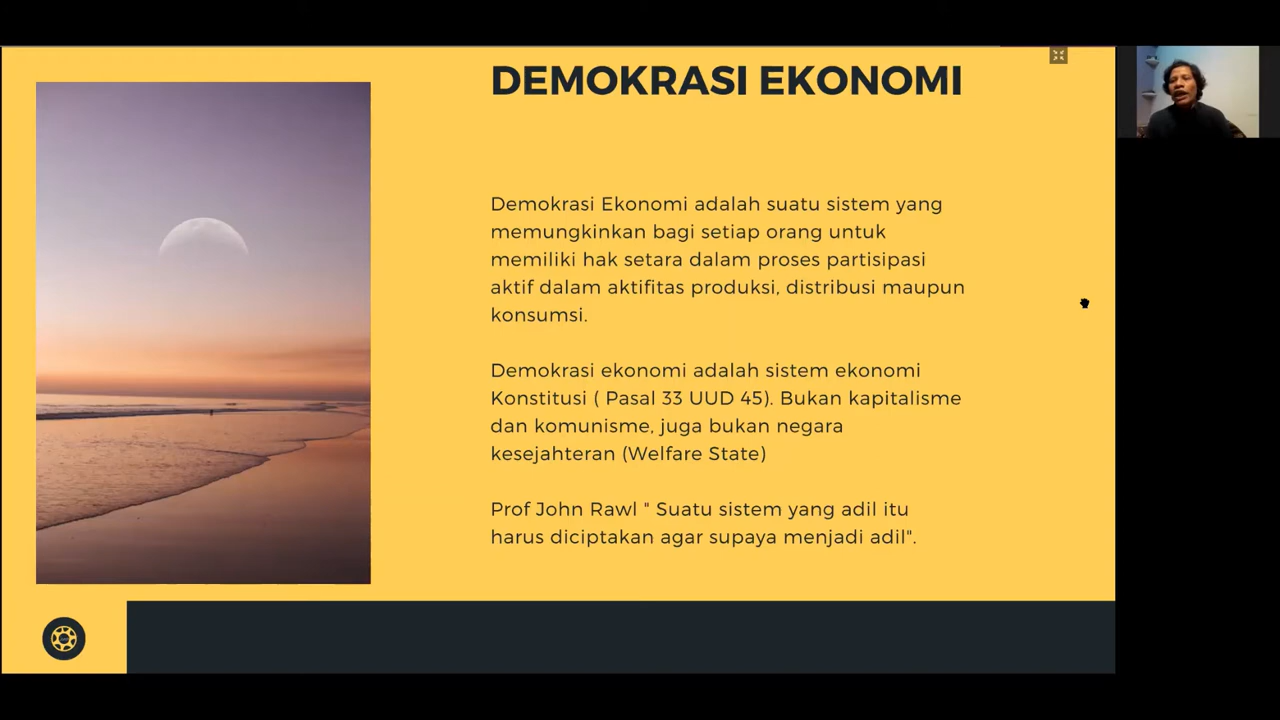 DEMOKRASI EKONOMI
Demokrasi Ekonomi adalah suatu sistem yang
memungkinkan bagi setiap orang untuk
memiliki hak setara dalam proses partisipasi
aktif dalam aktifitas produksi, distribusi maupun
konsumsi.
Demokrasi ekonomi adalah sistem ekonomi
Konstitusi ( Pasal 33 UUD 45). Bukan kapitalisme
dan komunisme, juga bukan negara
kesejahteran (Welfare State)
Prof John Rawl " Suatu sistem yang adil itu
harus diciptakan agar supaya menjadi adil".